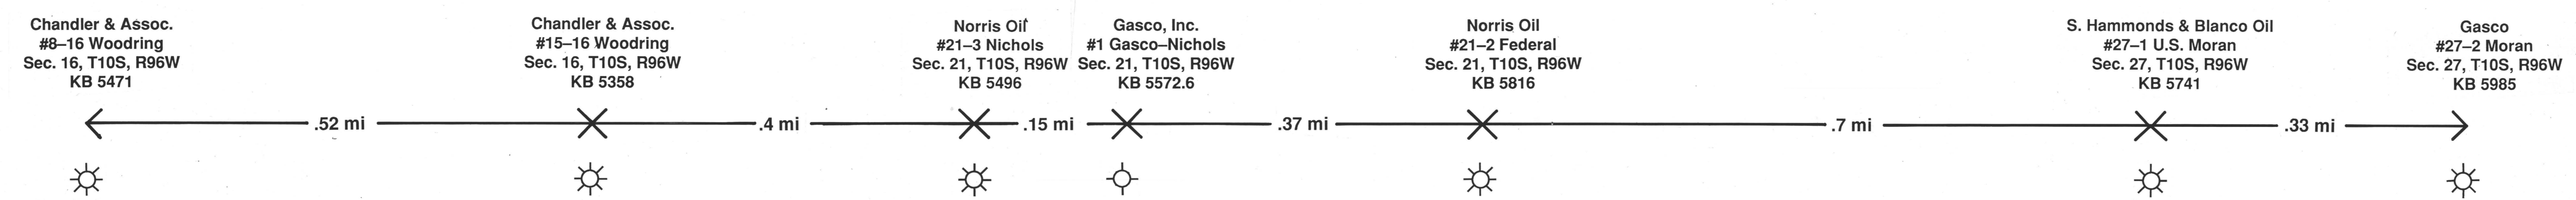 Chandler & Assoc.
#8–16 Woodring
Sec. 16, T10S, R96W
KB 5471
Chandler & Assoc.
#15–16 Woodring
Sec. 16, T10S, R96W
KB 5358
Norris Oil
#21–3 Nichols
Sec. 21, T10S, R96W
KB 5496
Gasco, Inc.
#1 Gasco–Nichols
Sec. 21, T10S, R96W
KB 5572.6
Norris Oil
#21–2 Federal
Sec. 21, T10S, R96W
KB 5816
S. Hammonds & Blanco Oil
#27–1 U.S. Moran
Sec. 27, T10S, R96W
KB 5741
Gasco
#27–2 Moran
Sec. 27, T10S, R96W
KB 5985
.52 mi
.4 mi
.15 mi
.37 mi
.7 mi
.33 mi